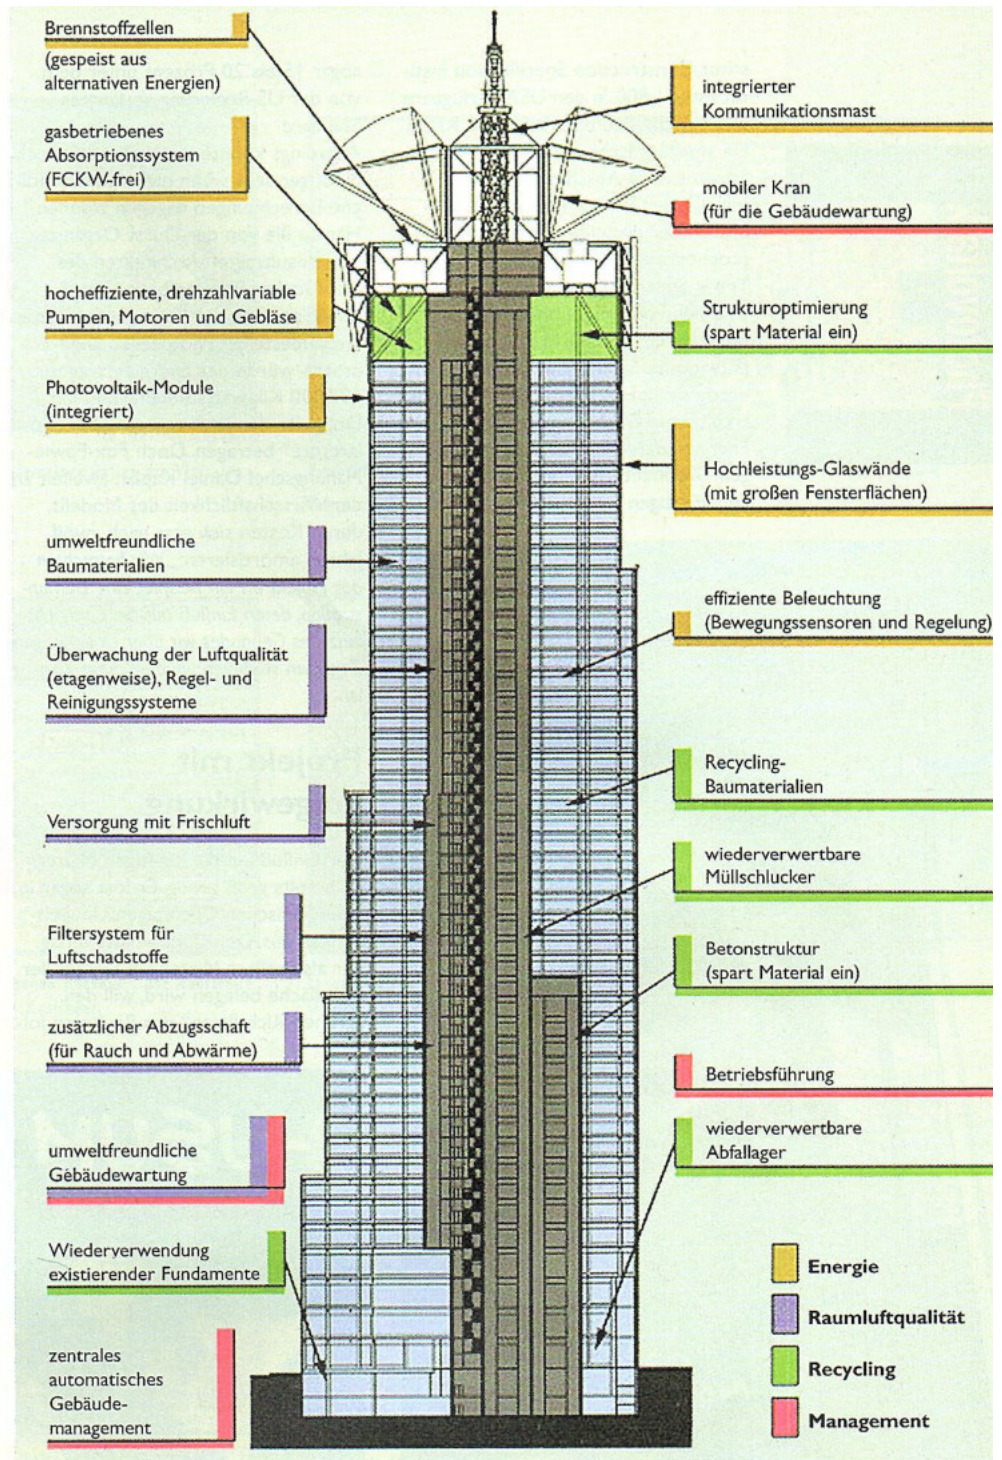 Brennstoffzellen
(gespeist aus
alternativen Energien)
gasbetriebenes
Absorptionssystem
(FCKW-frei)
hocheffiziente, drehzahlvariable
Pumpen, Motoren und Gebläse
Photovoltaik-Module
(integriert)
umweltfreundliche
Baumaterialien
Überwachung der Luftqualität
(etagenweise), Regel- und
Reinigungssysteme
Versorgung mit Frischluft
Filtersystem für
Luftschadstoffe
zusätzlicher Abzugsschaft
(für Rauch und Abwärme)
umweltfreundliche
Gebäudewartung
Wiederverwendung
existierender Fundamente
zentrales
automatisches
Gebäude-
management
integrierter
Kommunikationsmast
mobiler Kran
(für die Gebäudewartung)
Strukturoptimierung
(spart Material ein)
Hochleistungs-Glaswände
(mit großen Fensterflächen)
effiziente Beleuchtung
(Bewegungssensoren und Regelung)
Recycling-
Baumaterialien
wiederverwertbare
Müllschlucker
Betonstruktur
(spart Material ein)
Betriebsführung
wiederverwertbare
Abfallager
Energie
Raumluftqualität
Recycling
Management